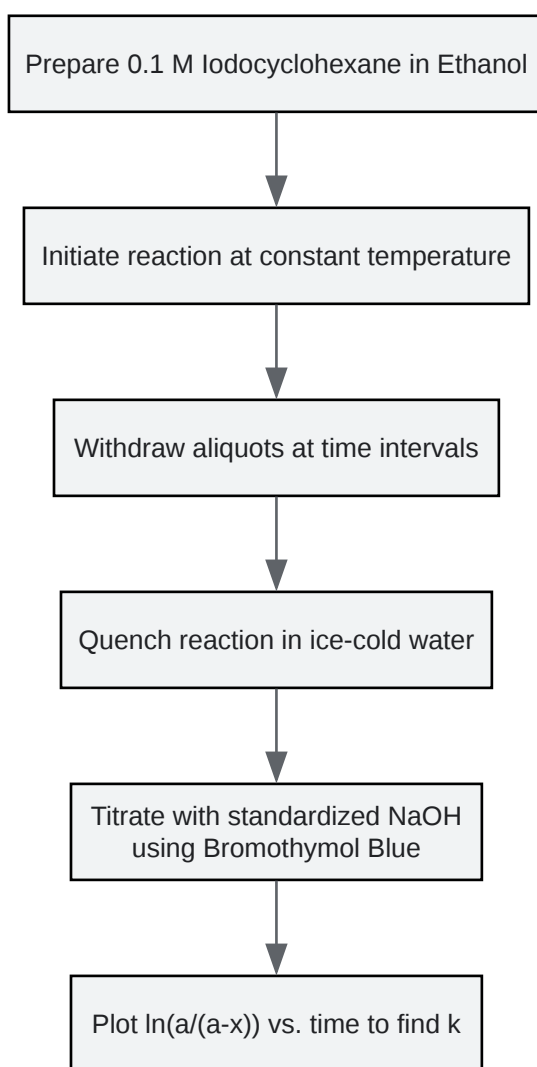 Prepare 0.1 M Iodocyclohexane in Ethanol
Initiate reaction at constant temperature
Withdraw aliquots at time intervals
Quench reaction in ice-cold water
Titrate with standardized NaOH
using Bromothymol Blue
Plot ln(a/(a-x)) vs. time to find k